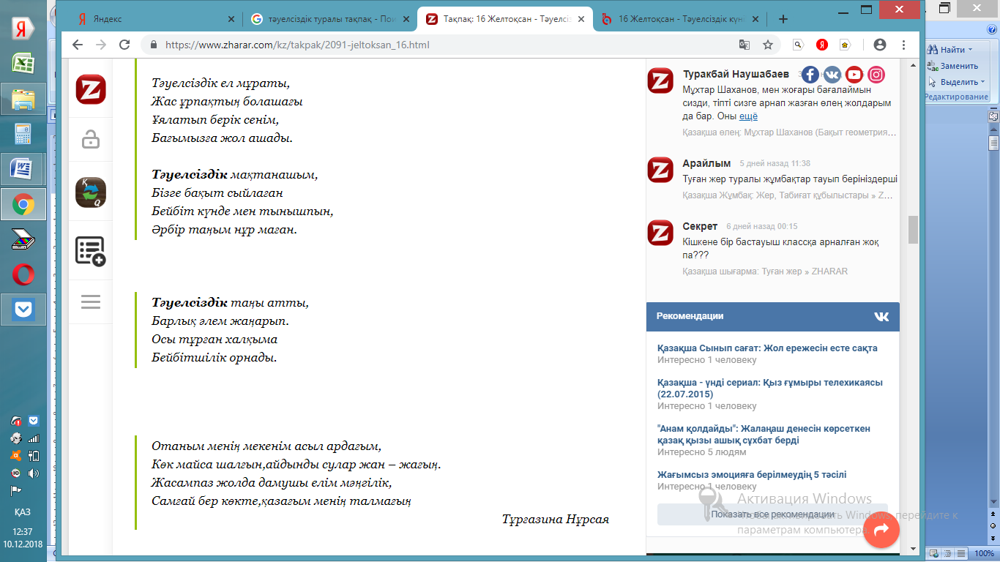 Яндекс
тәуелсіздік туралы тақпақ - Пои
Тақпақ: 16 Желтоқсан - Тәуелсі
16 Желтоқсан - Тәуелсіздік күні
https://www.zharar.com/kz/takpak/2091-jeltoksan_16.html
Найти
Заменить
Выделить
Редактирование
Тәуелсіздік ел мұраты,
Жас ұрпақтың болашағы
Ұялатып берік сенім,
Бағымызға жол ашады.
Тәуелсіздік мақтанашым,
Бізге бақыт сыйлаған
Бейбіт күнде мен тынышпын,
Әрбір таңым нұр маған.
Тәуелсіздік таңы атты,
Барлық әлем жаңарып.
Осы тұрған халқыма
Бейбітшілік орнады.
Отаным менің мекенім асыл ардағым,
Көк майса шалғын,айдынды сулар жан – жағың.
Жасампаз жолда дамушы елім мәңгілік,
Самғай бер көкте,қазағым менің талмағың
Тұрғазина Нұрсая
Туракбай Наушабаев
Мұхтар Шаханов, мен жоғары бағалаймын
сизди, тіпті сизге арнап жазған өлең жолдарым
да бар. Оны ещё
Қазақша өлең: Мұхтар Шаханов (Бақыт геометрия...
Арайлым 5 дней назад 11:38
Туған жер туралы жұмбақтар тауып берініздерші
Қазақша Жұмбақ: Жер, Табиғат құбыпыстары » Z...
Секрет 6 дней назад 00:15
Кішкене бір бастауыш классқа арналған жоқ
па???
Қазақша шығарма: Туған жер » ZHARAR
Рекомендации
Қазақша Сынып сағат: Жол ережесін есте сақта
Интересно 1 человеку
Қазақша - үнді сериал: Қыз ғұмыры телехикаясы
(22.07.2015)
Интересно 1 человеку
"Анам қолдайды": Жалаңаш денесін көрсеткен
қазақ қызы ашық сұхбат берді
Интересно 5 людям
Жағымсыз эмоцияға берілмеудің 5 тәсілі
Интересно 1 человеку
Показать все рекомендации
Активация Windows
Windows, перейдите к
параметрам компьютера
ҚАЗ
12:37
10.12.2018
100%